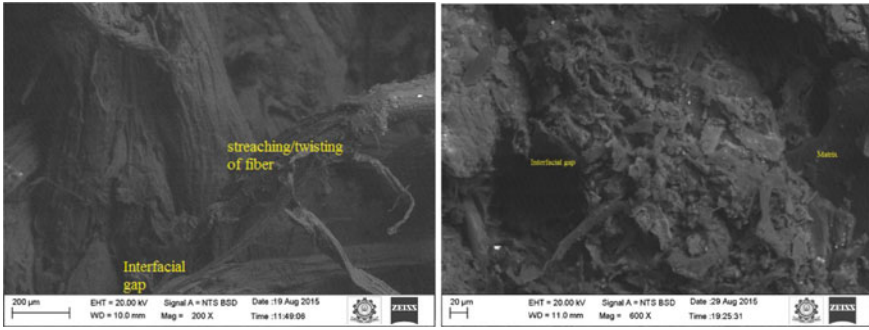 streaching/twisting
of fiber
Interfacial
gap
200 µm
EHT = 20.00 kV
Signal A = NTS BSD
Date :19 Aug 2015
WD = 10.0 mm
Mag = 200 X
Time :11:49:06
ZEISS
Interfacial gap
Matrix
20 µm
EHT = 20.00 kV
Signal A = NTS BSD
Date :29 Aug 2015
WD = 11.0 mm
Mag = 600 X
Time :19:25:31
ZEISS